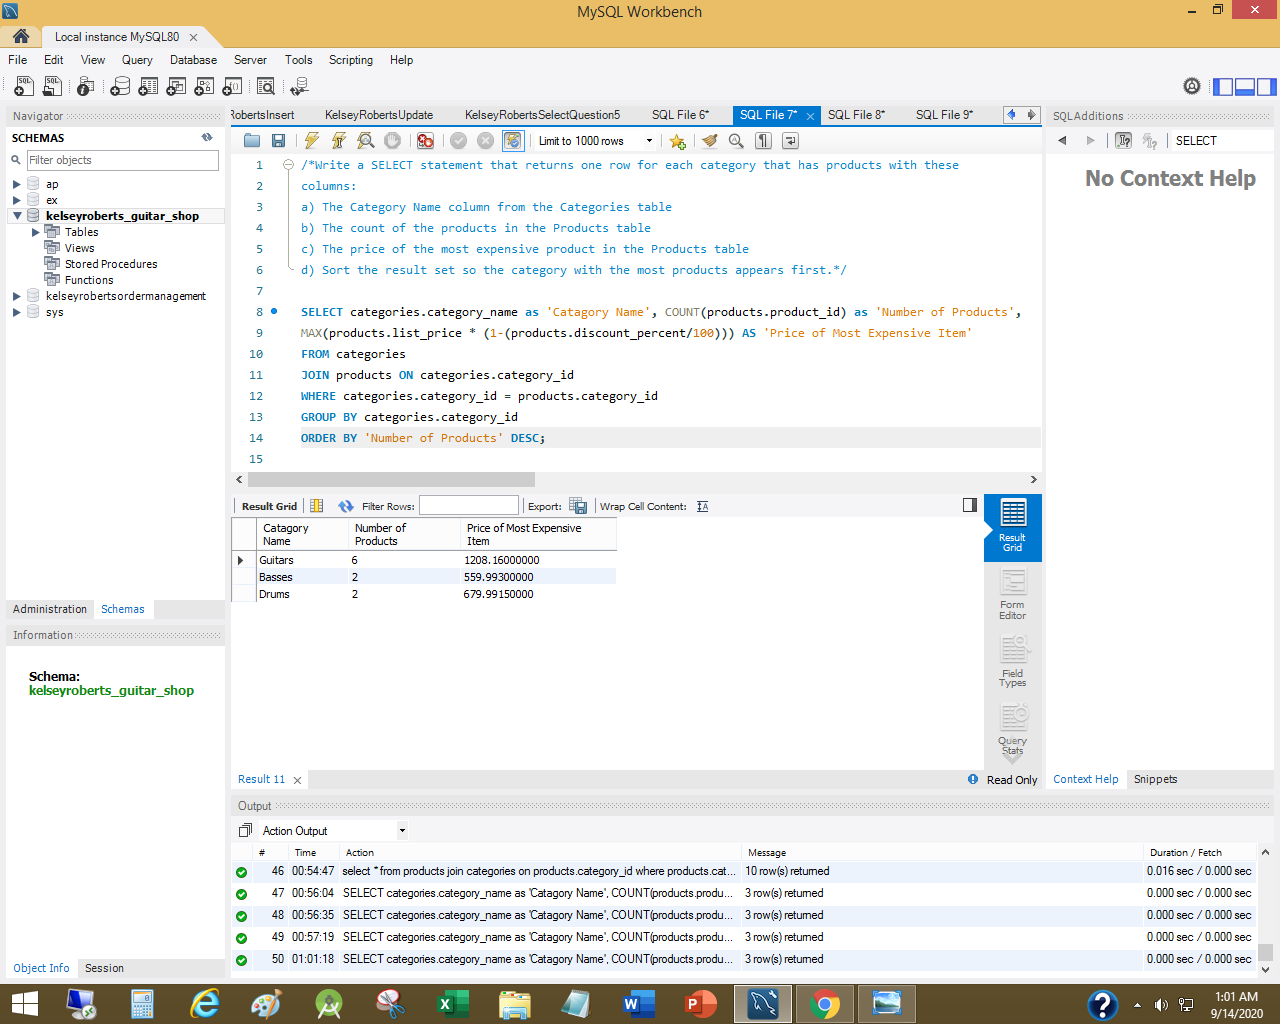 MySQL Workbench
Local instance MySQL80
File Edit View Query Database Server Tools Scripting Help
Navigator
SCHEMAS
Filter objects
ap
ex
kelseyroberts_guitar_shop
Tables
Views
Stored Procedures
Functions
kelseyrobertsordermanagement
sys
Administration Schemas
Information
Schema:
kelseyroberts_guitar_shop
Object Info Session
RobertsInsert KelseyRobertsUpdate KelseyRobertsSelectQuestion5 SQL File 6* SQL File 7* SQL File 8* SQL File 9*
Limit to 1000 rows
1 /*Write a SELECT statement that returns one row for each category that has products with these
2 columns:
3 a) The Category Name column from the Categories table
4 b) The count of the products in the Products table
5 c) The price of the most expensive product in the Products table
6 d) Sort the result set so the category with the most products appears first.*/
7
8 SELECT categories.category_name as 'Catagory Name', COUNT(products.product_id) as 'Number of Products',
9 MAX(products.list_price * (1-(products.discount_percent/100))) AS 'Price of Most Expensive Item'
10 FROM categories
11 JOIN products ON categories.category_id
12 WHERE categories.category_id = products.category_id
13 GROUP BY categories.category_id
14 ORDER BY 'Number of Products' DESC;
15
Result Grid Filter Rows: Export: Wrap Cell Content:
Catagory Name Number of Products Price of Most Expensive Item
Guitars 6 1208.16000000
Basses 2 559.99300000
Drums 2 679.99150000
Result Grid
Form Editor
Field Types
Query Stats
Result 11
Read Only
SQLAdditions
SELECT
No Context Help
Context Help Snippets
Output
Action Output
# Time Action Message Duration / Fetch
46 00:54:47 select * from products join categories on products.category_id where products.cat... 10 row(s) returned 0.016 sec / 0.000 sec
47 00:56:04 SELECT categories.category_name as 'Catagory Name', COUNT(products.produ... 3 row(s) returned 0.000 sec / 0.000 sec
48 00:56:35 SELECT categories.category_name as 'Catagory Name', COUNT(products.produ... 3 row(s) returned 0.000 sec / 0.000 sec
49 00:57:19 SELECT categories.category_name as 'Catagory Name', COUNT(products.produ... 3 row(s) returned 0.000 sec / 0.000 sec
50 01:01:18 SELECT categories.category_name as 'Catagory Name', COUNT(products.produ... 3 row(s) returned 0.000 sec / 0.000 sec
1:01 AM
9/14/2020